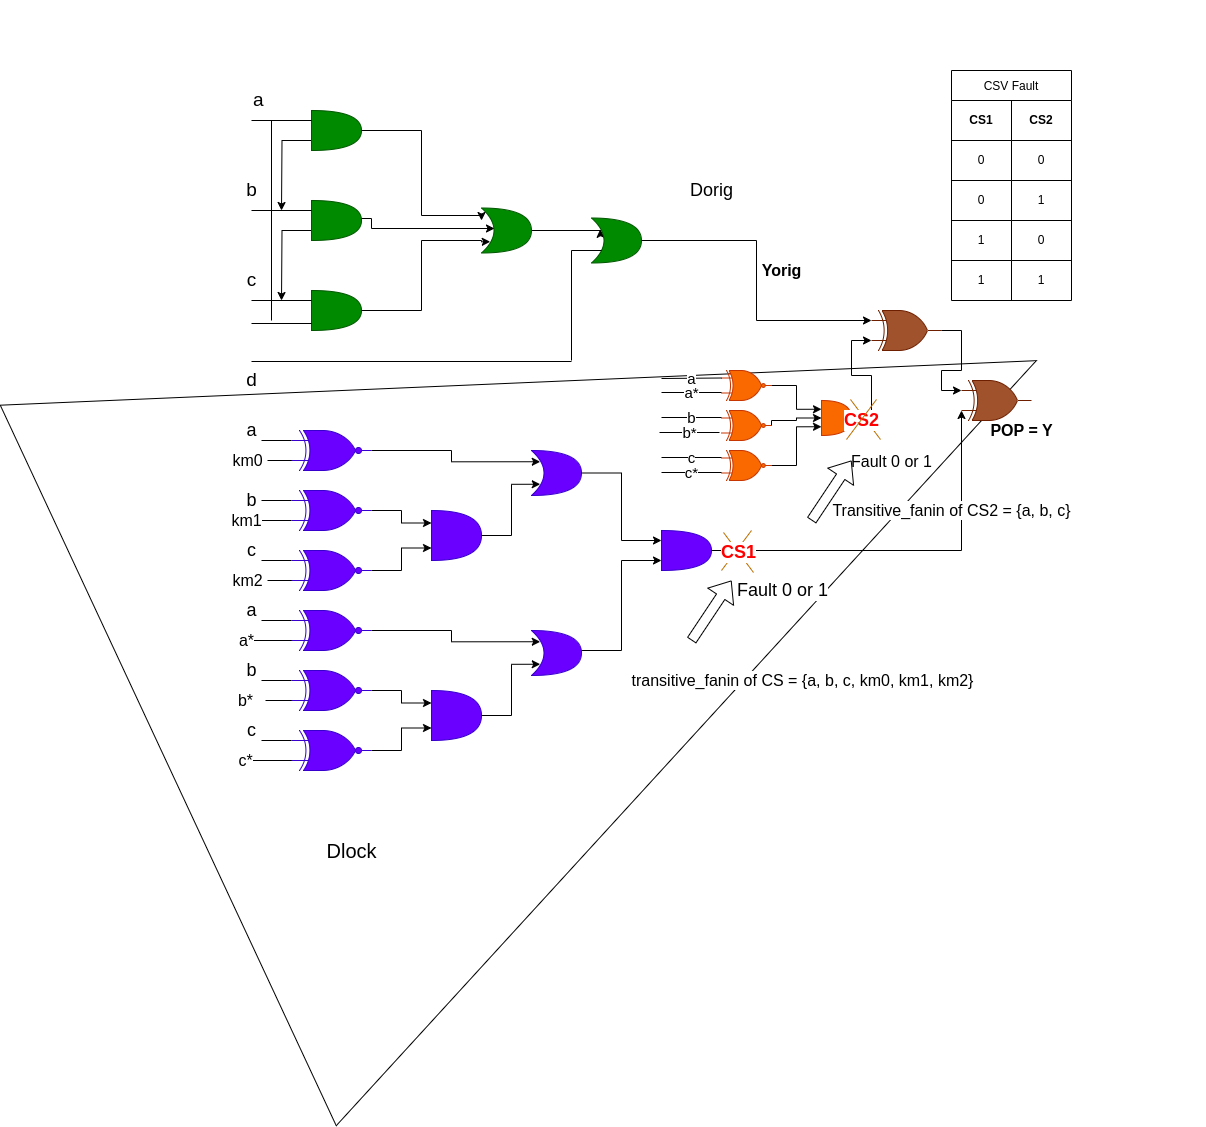 CSV Fault
CS1 CS2
0 0
0 1
1 0
1 1
a
b
c
d
Dorig
Yorig
a
a*
b
b*
c
c*
CS2
POP = Y
Fault 0 or 1
Transitive_fanin of CS2 = {a, b, c}
a
km0
b
km1
c
km2
a
a*
b
b*
c
c*
CS1
Fault 0 or 1
transitive_fanin of CS = {a, b, c, km0, km1, km2}
Dlock